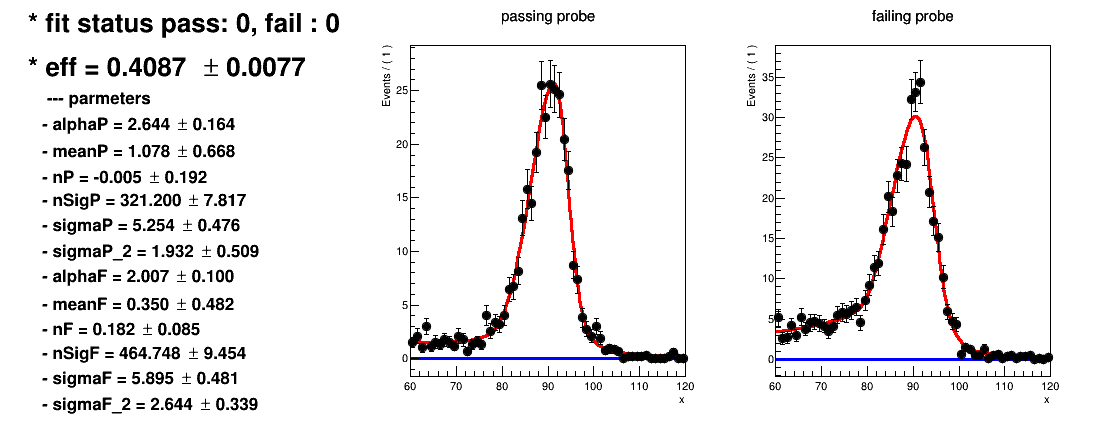 * fit status pass: 0, fail : 0
* eff = 0.4087 ± 0.0077
--- parmeters
- alphaP = 2.644 ± 0.164
- meanP = 1.078 ± 0.668
- nP = -0.005 ± 0.192
- nSigP = 321.200 ± 7.817
- sigmaP = 5.254 ± 0.476
- sigmaP_2 = 1.932 ± 0.509
- alphaF = 2.007 ± 0.100
- meanF = 0.350 ± 0.482
- nF = 0.182 ± 0.085
- nSigF = 464.748 ± 9.454
- sigmaF = 5.895 ± 0.481
- sigmaF_2 = 2.644 ± 0.339
passing probe
Events / ( 1 )
25
20
15
10
5
0
60 70 80 90 100 110 120
x
failing probe
Events / ( 1 )
35
30
25
20
15
10
5
0
60 70 80 90 100 110 120
x